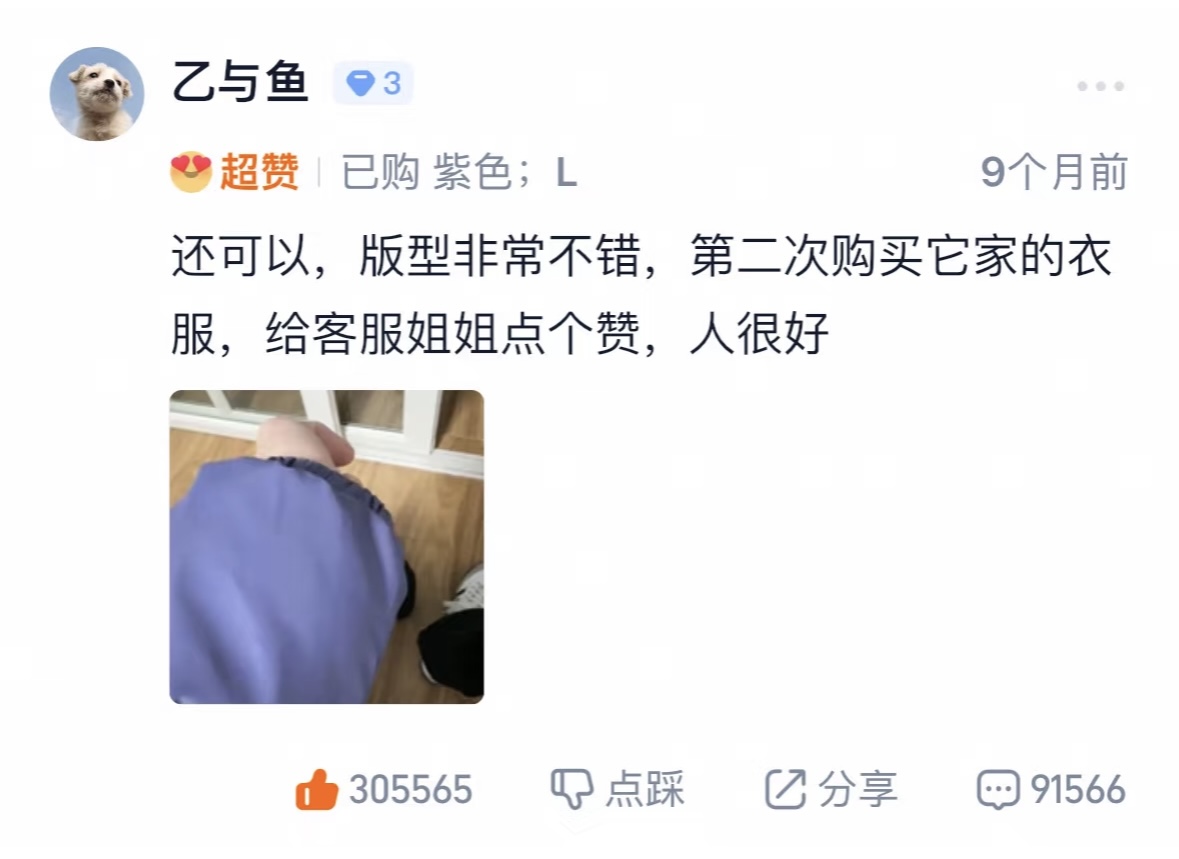 乙与鱼 3
超赞 已购 紫色；L 9个月前
还可以，版型非常不错，第二次购买它家的衣
服，给客服姐姐点个赞，人很好
305565 点踩 分享 91566